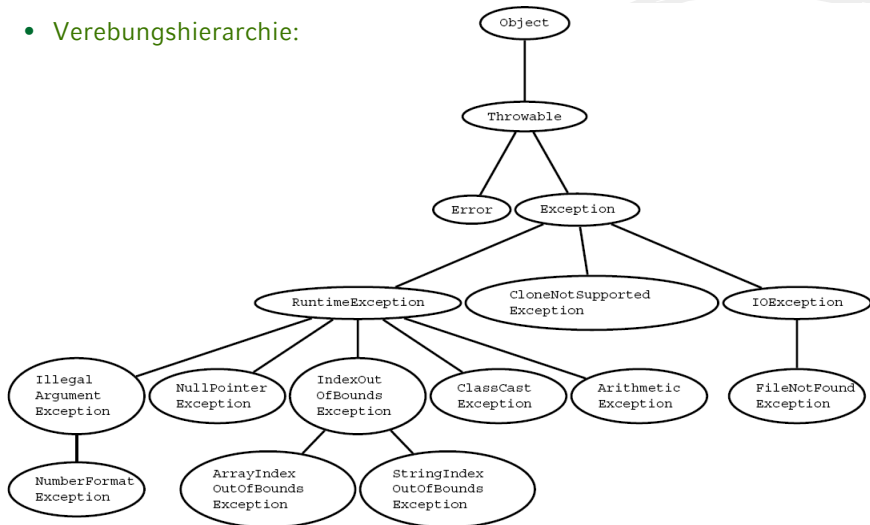 • Verebungshierarchie:
Object
Throwable
Error
Exception
RuntimeException
CloneNotSupported
Exception
IOException
Illegal
Argument
Exception
NullPointer
Exception
IndexOut
OfBounds
Exception
ClassCast
Exception
Arithmetic
Exception
FileNotFound
Exception
NumberFormat
Exception
ArrayIndex
OutOfBounds
Exception
StringIndex
OutOfBounds
Exception